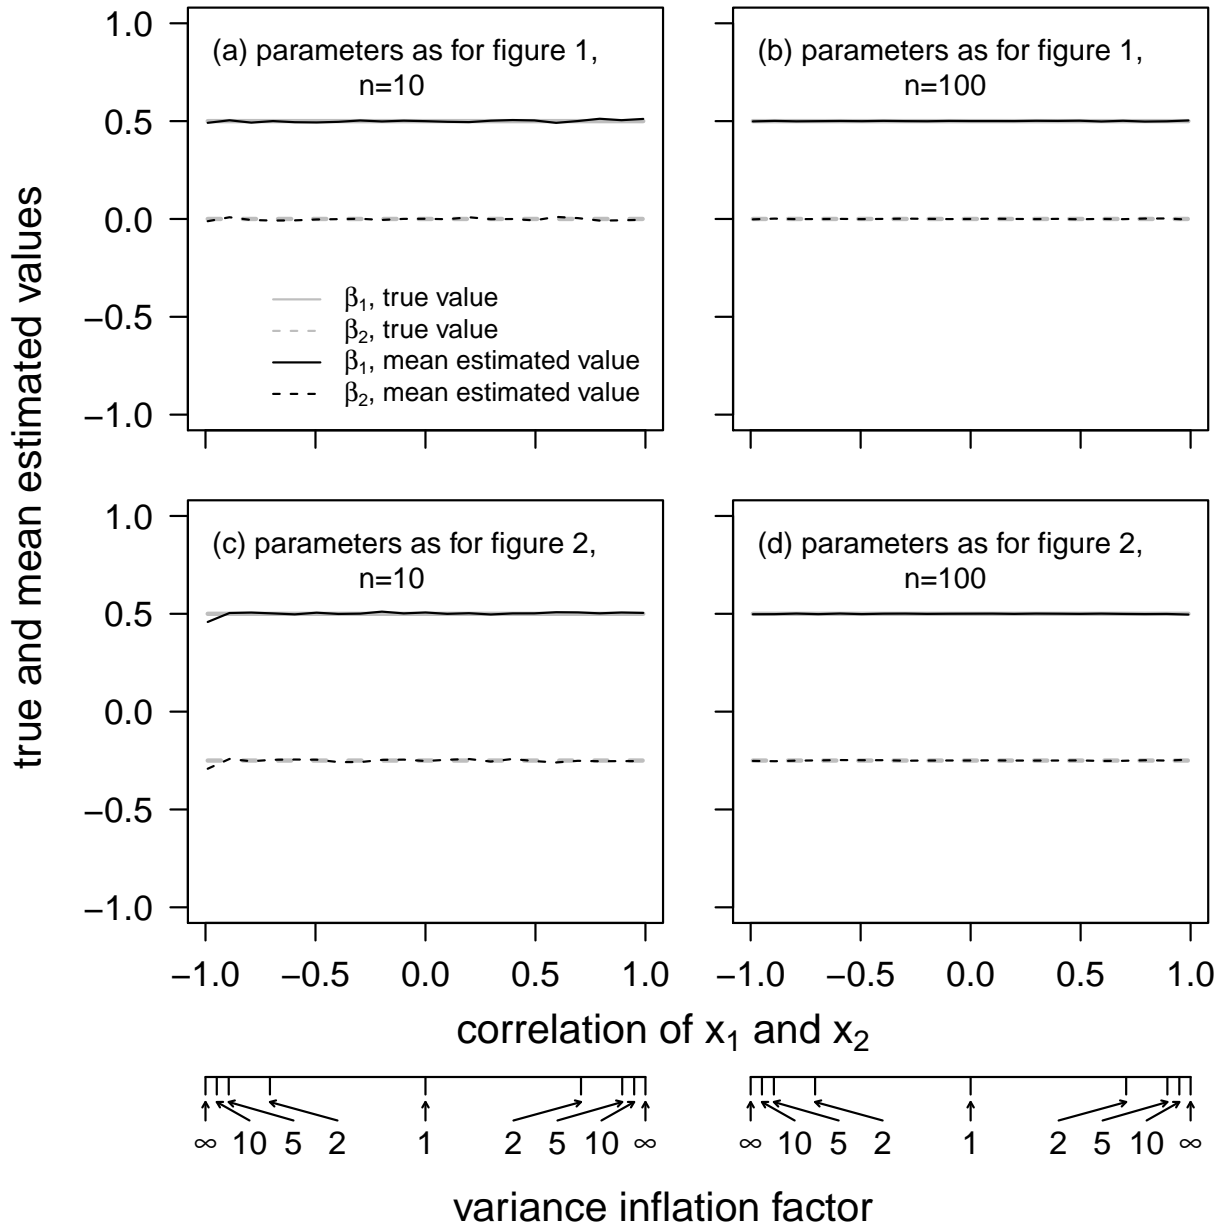 true and mean estimated values
1.0
0.5
0.0
−0.5
−1.0
(a) parameters as for figure 1,
n=10
β1, true value
β2, true value
β1, mean estimated value
β2, mean estimated value
(b) parameters as for figure 1,
n=100
1.0
0.5
0.0
−0.5
−1.0
(c) parameters as for figure 2,
n=10
(d) parameters as for figure 2,
n=100
−1.0 −0.5 0.0 0.5 1.0
−1.0 −0.5 0.0 0.5 1.0
correlation of x1 and x2
∞ 10 5 2 1 2 5 10 ∞
∞ 10 5 2 1 2 5 10 ∞
variance inflation factor